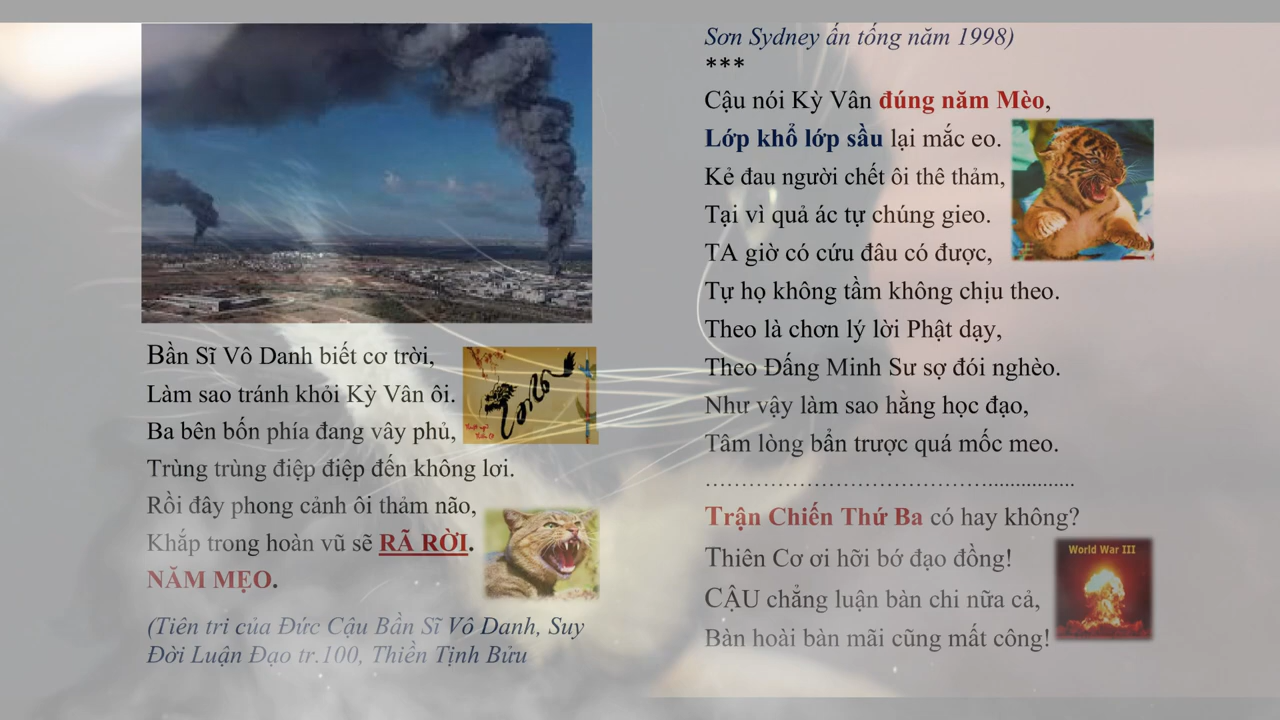 Bần Sĩ Vô Danh biết cơ trời,
Làm sao tránh khỏi Kỳ Vân ôi.
Ba bên bốn phía đang vây phủ,
Trùng trùng điệp điệp đến không lơi.
Rồi đây phong cảnh ôi thảm não,
Khắp trong hoàn vũ sẽ RÃ RỜI.
NĂM MẸO.
(Tiên tri của Đức Cậu Bần Sĩ Vô Danh, Suy
Đời Luận Đạo tr.100, Thiền Tịnh Bửu
Sơn Sydney ấn tống năm 1998)
***
Cậu nói Kỳ Vân đúng năm Mèo,
Lớp khổ lớp sầu lại mắc eo.
Kẻ đau người chết ôi thê thảm,
Tại vì quả ác tự chúng gieo.
TA giờ có cứu đâu có được,
Tự họ không tầm không chịu theo.
Theo là chơn lý lời Phật dạy,
Theo Đấng Minh Sư sợ đói nghèo.
Như vậy làm sao hằng học đạo,
Tâm lòng bẩn trược quá mốc meo.
.......................................................
Trận Chiến Thứ Ba có hay không?
Thiên Cơ ơi hỡi bớ đạo đồng!
CẬU chẳng luận bàn chi nữa cả,
Bàn hoài bàn mãi cũng mất công!
World War III